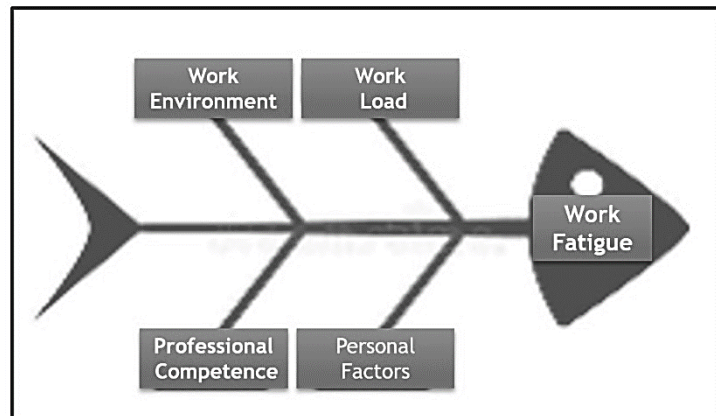 Work
Environment
Work
Load
Work
Fatigue
Professional
Competence
Personal
Factors